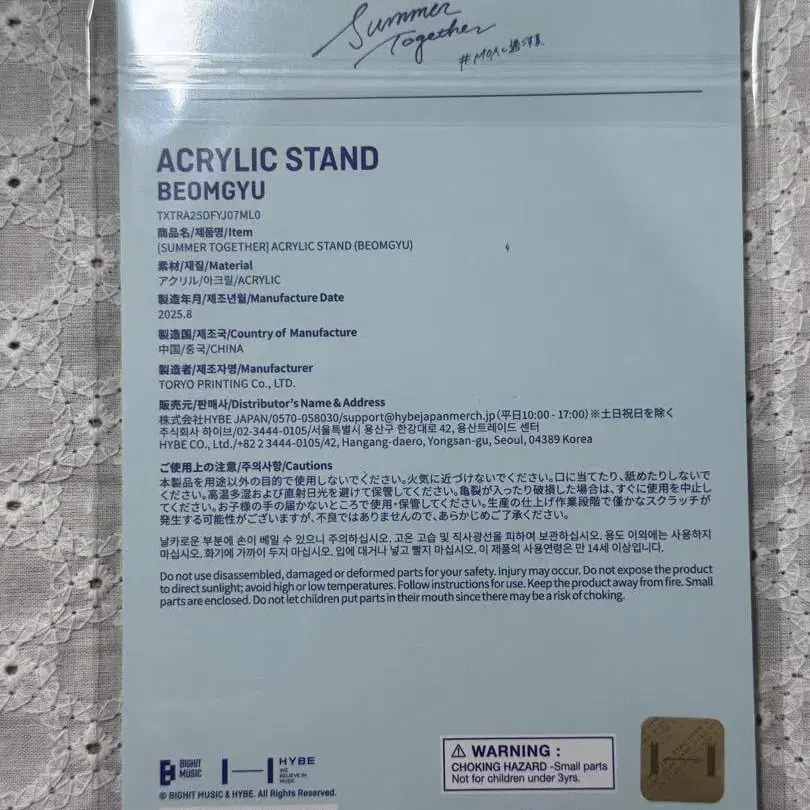 Summer
Together
ACRYLIC STAND
BEOMGYU
TXTRA25DFYJ07ML0
商品名/제품명/Item
[SUMMER TOGETHER] ACRYLIC STAND (BEOMGYU)
素材/재질/Material
アクリル/아크릴/ACRYLIC
製造年月/제조년월/Manufacture Date
2025.8
製造国/제조국/Country of Manufacture
中国/중국/CHINA
製造者/제조자명/Manufacturer
TORYO PRINTING Co., LTD.
販売元/판매사/Distributor's Name & Address
株式会社HYBE JAPAN/0570-058030/support@hybejapanmerch.jp(平日10:00 - 17:00)※土日祝日を除く
주식회사 하이브/02-3444-0105/서울특별시 용산구 한강대로 42, 용산트레이드 센터
HYBE CO., Ltd./+82 2 3444-0105/42, Hangang-daero, Yongsan-gu, Seoul, 04389 Korea
ご使用上の注意/주의사항/Cautions
本製品を用途以外の目的で使用しないでください。火気に近づけないでください。口に当てたり、舐めたりしないで
ください。高温多湿および直射日光を避けて保管してください。亀裂が入ったり破損した場合は、すぐに使用を中止し
てください。お子様の手の届かないところで使用・保管してください。生産の仕上げ作業段階で僅かなスクラッチが
発生する可能性がございますが、不良ではありませんので、あらかじめご了承ください。
날카로운 부분에 손이 베일 수 있으니 주의하십시오. 고온 고습 및 직사광선을 피하여 보관하십시오. 용도 이외에는 사용하지
마십시오. 화기에 가까이 두지 마십시오. 입에 대거나 넣고 빨지 마십시오. 이 제품의 사용연령은 만 14세 이상입니다.
Do not use disassembled, damaged or deformed parts for your safety. Injury may occur. Do not expose the product
to direct sunlight; avoid high or low temperatures. Follow instructions for use. Keep the product away from fire. Small
parts are enclosed. Do not let children put parts in their mouth since there may be a risk of choking.
BIGHIT
MUSIC
HYBE
WE
BELIEVE IN
MUSIC
© BIGHIT MUSIC & HYBE. All Rights Reserved.
⚠ WARNING :
CHOKING HAZARD -Small parts
Not for children under 3yrs.